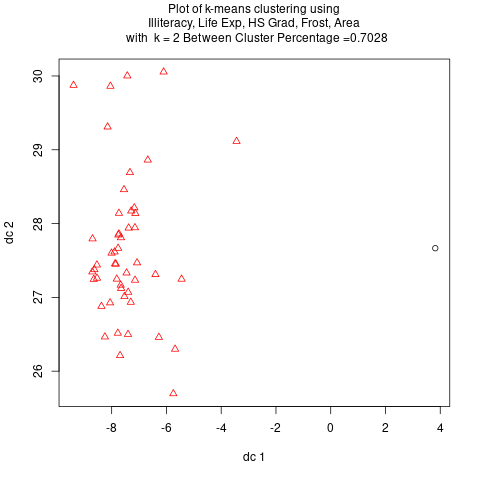 Plot of k-means clustering using
Illiteracy, Life Exp, HS Grad, Frost, Area
with k = 2 Between Cluster Percentage =0.7028
30
29
28
27
26
dc 2
-8 -6 -4 -2 0 2 4
dc 1